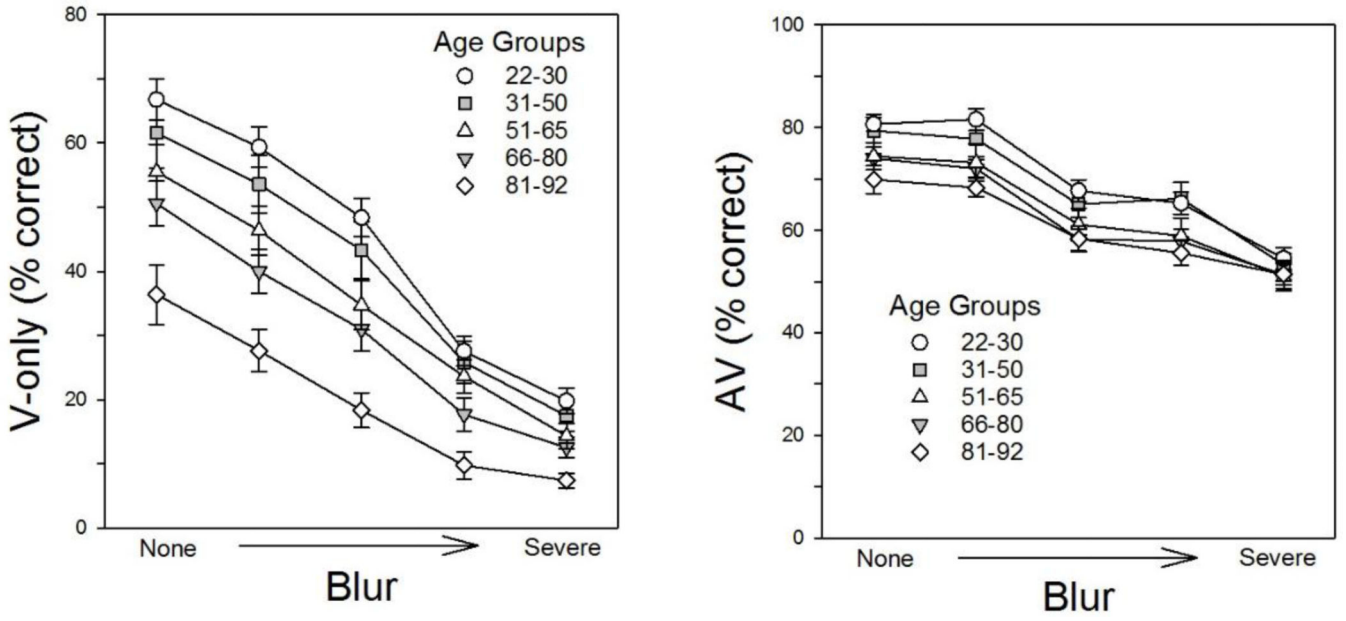 V-only (% correct)
80
60
40
20
0
Age Groups
22-30
31-50
51-65
66-80
81-92
None
Severe
Blur
AV (% correct)
100
80
60
40
20
0
Age Groups
22-30
31-50
51-65
66-80
81-92
None
Severe
Blur